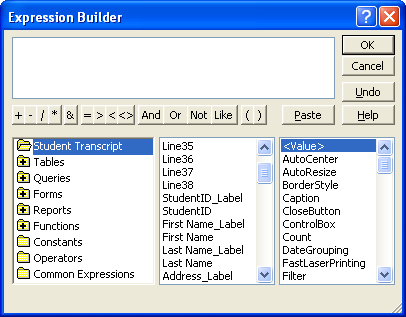 Expression Builder
OK
Cancel
Undo
+ - / * & = > < <> And Or Not Like ( ) Paste Help
Student Transcript
Tables
Queries
Forms
Reports
Functions
Constants
Operators
Common Expressions
Line35
Line36
Line37
Line38
StudentID_Label
StudentID
First Name_Label
First Name
Last Name_Label
Last Name
Address_Label
<Value>
AutoCenter
AutoResize
BorderStyle
Caption
CloseButton
ControlBox
Count
DateGrouping
FastLaserPrinting
Filter